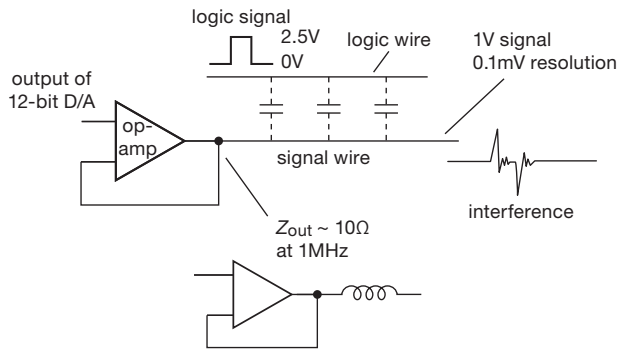 logic signal
2.5V
0V
logic wire
1V signal
0.1mV resolution
output of
12-bit D/A
op-
amp
signal wire
interference
Zout ~ 10Ω
at 1MHz